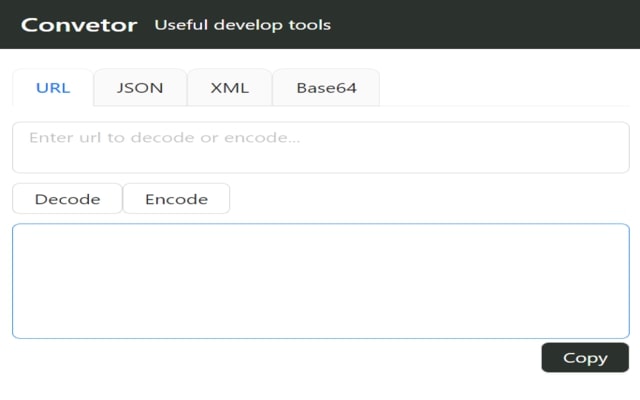 Convetor Useful develop tools
URL JSON XML Base64
Enter url to decode or encode...
Decode Encode
Copy